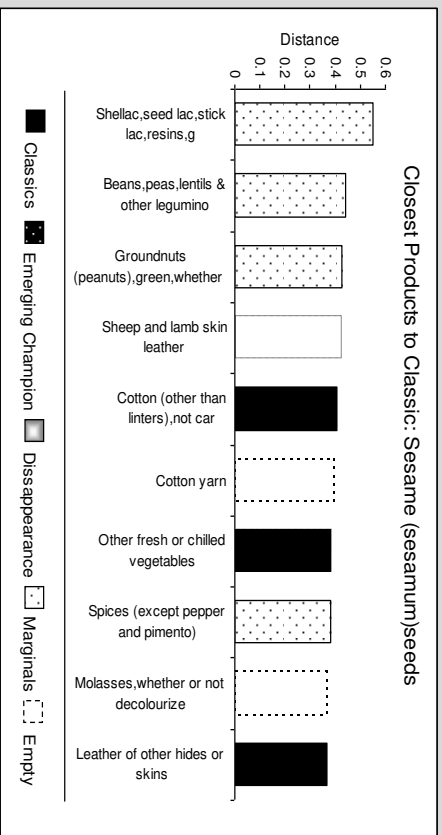 Closest Products to Classic: Sesame (sesamum)seeds
Distance
0
0.1
0.2
0.3
0.4
0.5
0.6
Shellac,seed lac,stick
lac,resins,g
Beans,peas,lentils &
other legumino
Groundnuts
(peanuts),green,whether
Sheep and lamb skin
leather
Cotton (other than
linters),not car
Cotton yarn
Other fresh or chilled
vegetables
Spices (except pepper
and pimento)
Molasses,whether or not
decolourize
Leather of other hides or
skins
Classics
Emerging Champion
Dissappearance
Marginals
Empty